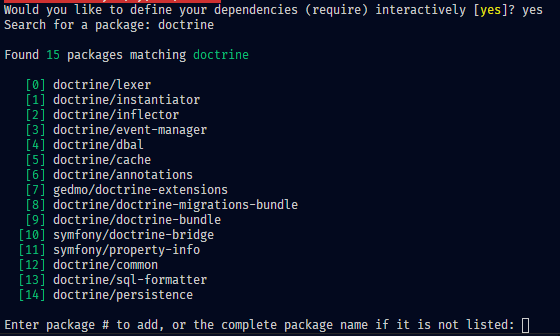 Would you like to define your dependencies (require) interactively [yes]? yes
Search for a package: doctrine
Found 15 packages matching doctrine
[0] doctrine/lexer
[1] doctrine/instantiator
[2] doctrine/inflector
[3] doctrine/event-manager
[4] doctrine/dbal
[5] doctrine/cache
[6] doctrine/annotations
[7] gedmo/doctrine-extensions
[8] doctrine/doctrine-migrations-bundle
[9] doctrine/doctrine-bundle
[10] symfony/doctrine-bridge
[11] symfony/property-info
[12] doctrine/common
[13] doctrine/sql-formatter
[14] doctrine/persistence
Enter package # to add, or the complete package name if it is not listed: